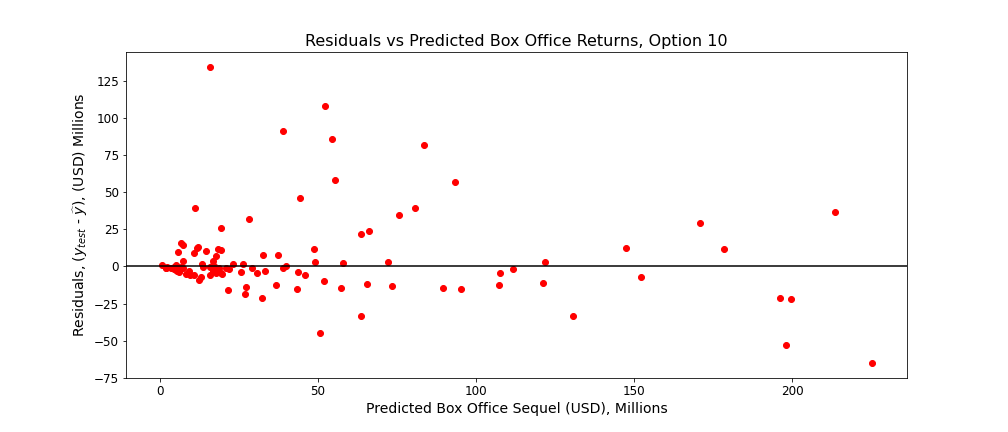 Residuals vs Predicted Box Office Returns, Option 10
Residuals, (y_test - ŷ), (USD) Millions
125
100
75
50
25
0
−25
−50
−75
0 50 100 150 200
Predicted Box Office Sequel (USD), Millions